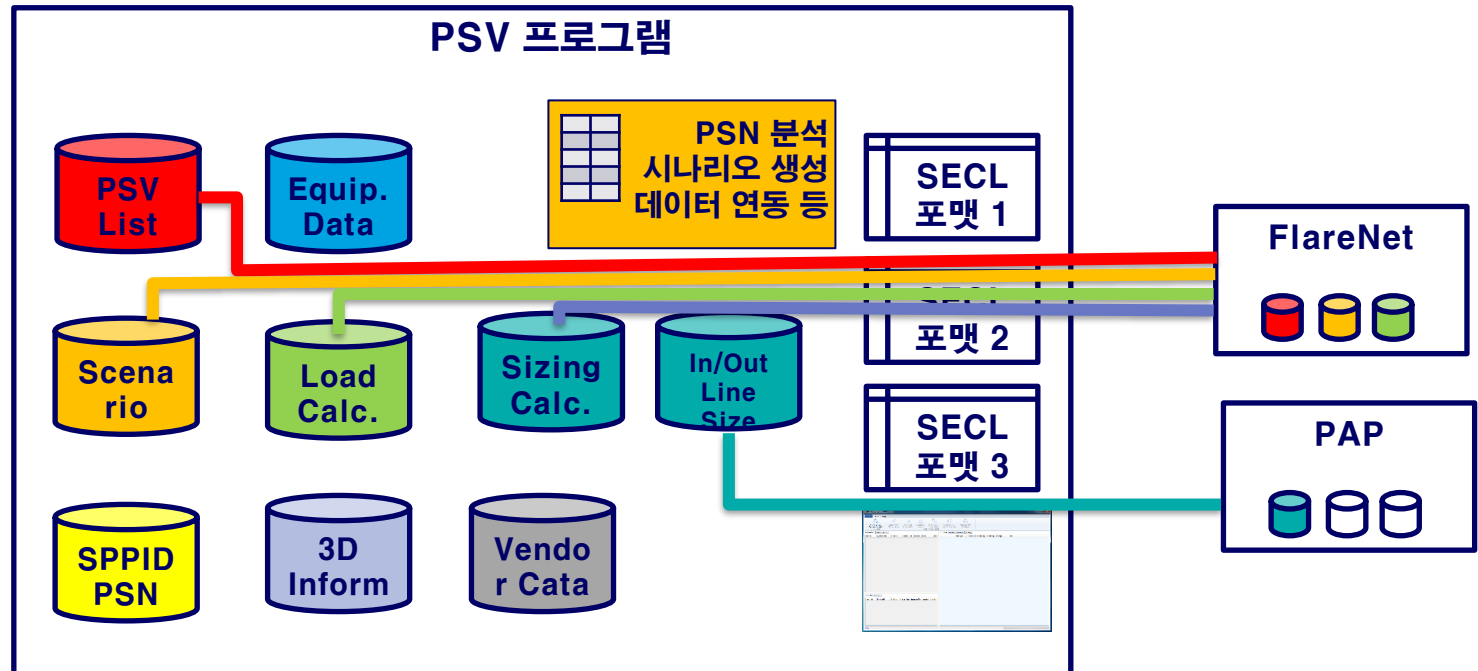 PSV 프로그램
PSV
List
Equip.
Data
PSN 분석
시나리오 생성
데이터 연동 등
SECL
포맷 1
FlareNet
Scena
rio
Load
Calc.
Sizing
Calc.
In/Out
Line
Size
SECL
포맷 2
SECL
포맷 3
PAP
SPPID
PSN
3D
Inform
Vendo
r Cata